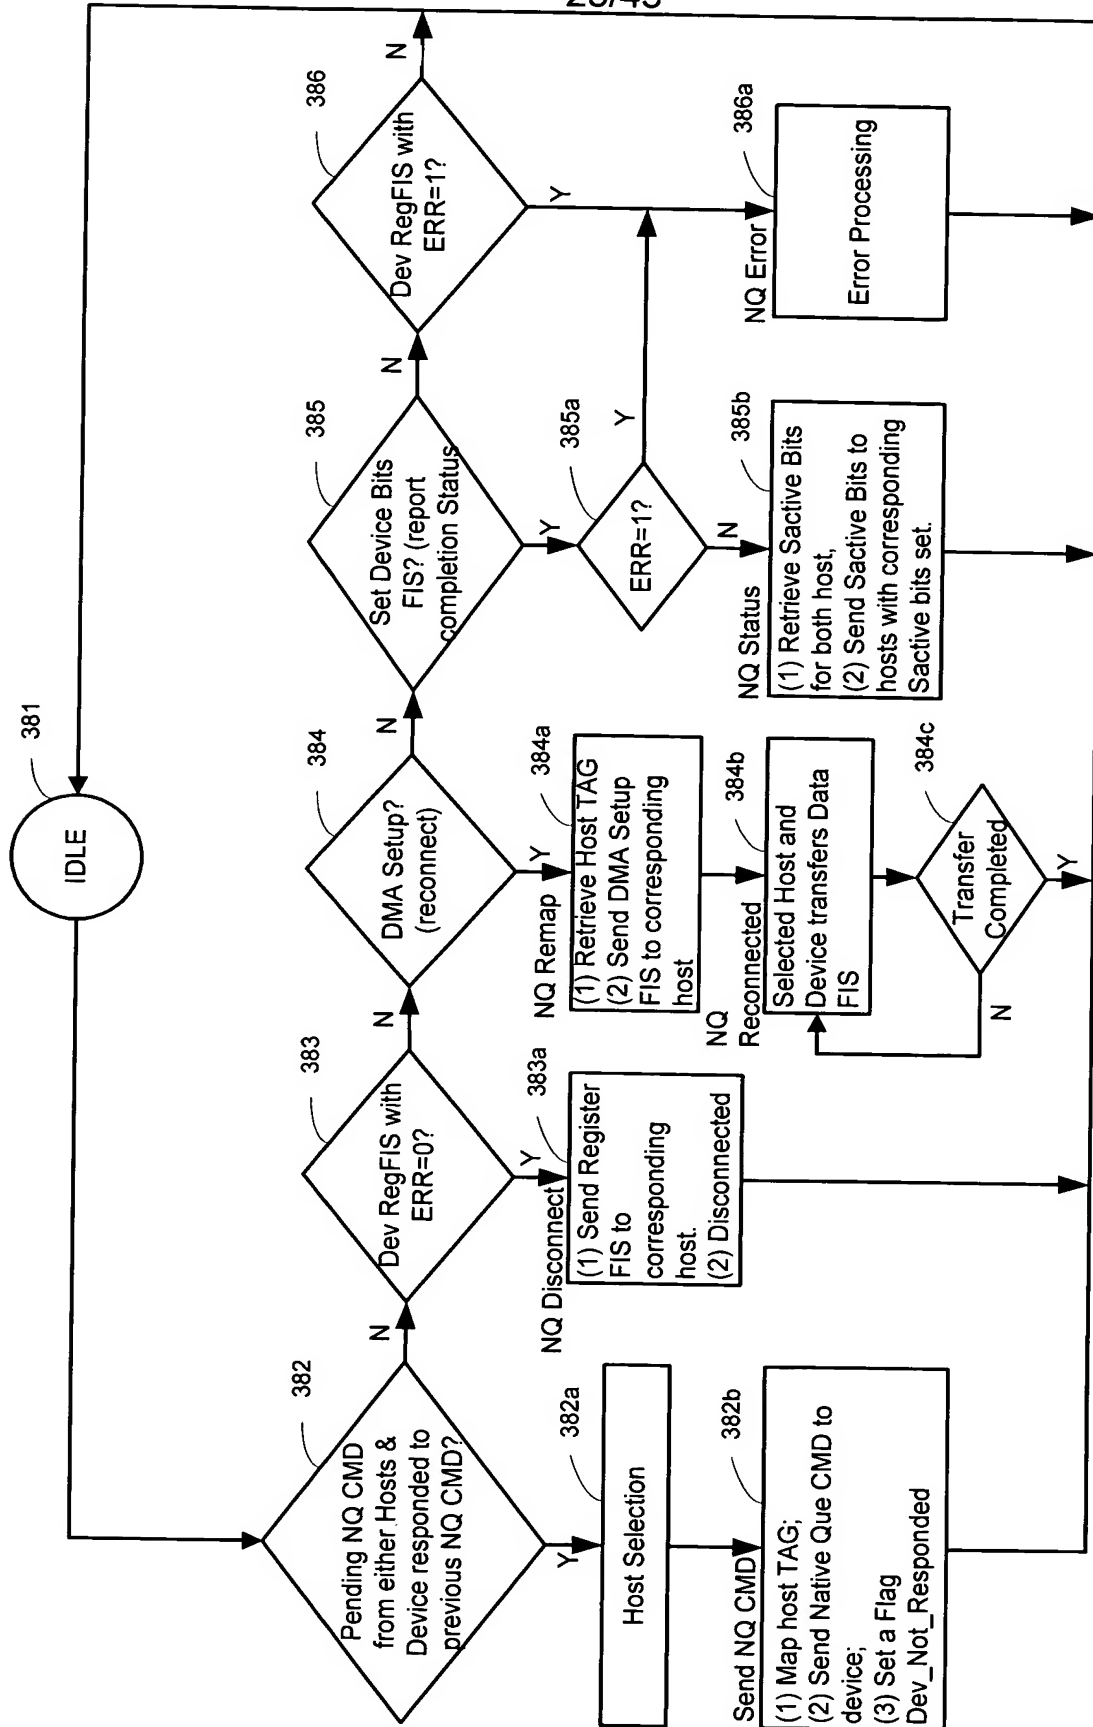 IDLE
381
Pending NQ CMD
from either Hosts &
Device responded to
previous NQ CMD?
382
N
Y
Host Selection
382a
Send NQ CMD
382b
(1) Map host TAG;
(2) Send Native Que CMD to
device;
(3) Set a Flag
Dev_Not_Responded
Dev RegFIS with
ERR=0?
383
N
Y
NQ Disconnect
383a
(1) Send Register
FIS to
corresponding
host.
(2) Disconnected
DMA Setup?
(reconnect)
384
N
Y
NQ Remap
384a
(1) Retrieve Host TAG
(2) Send DMA Setup
FIS to corresponding
host
NQ
Reconnected
384b
Selected Host and
Device transfers Data
FIS
384c
Transfer
Completed
N
Y
Set Device Bits
FIS? (report
completion Status
385
N
Y
ERR=1?
385a
Y
N
NQ Status
385b
(1) Retrieve Sactive Bits
for both host,
(2) Send Sactive Bits to
hosts with corresponding
Sactive bits set.
Dev RegFIS with
ERR=1?
386
N
Y
NQ Error
386a
Error Processing